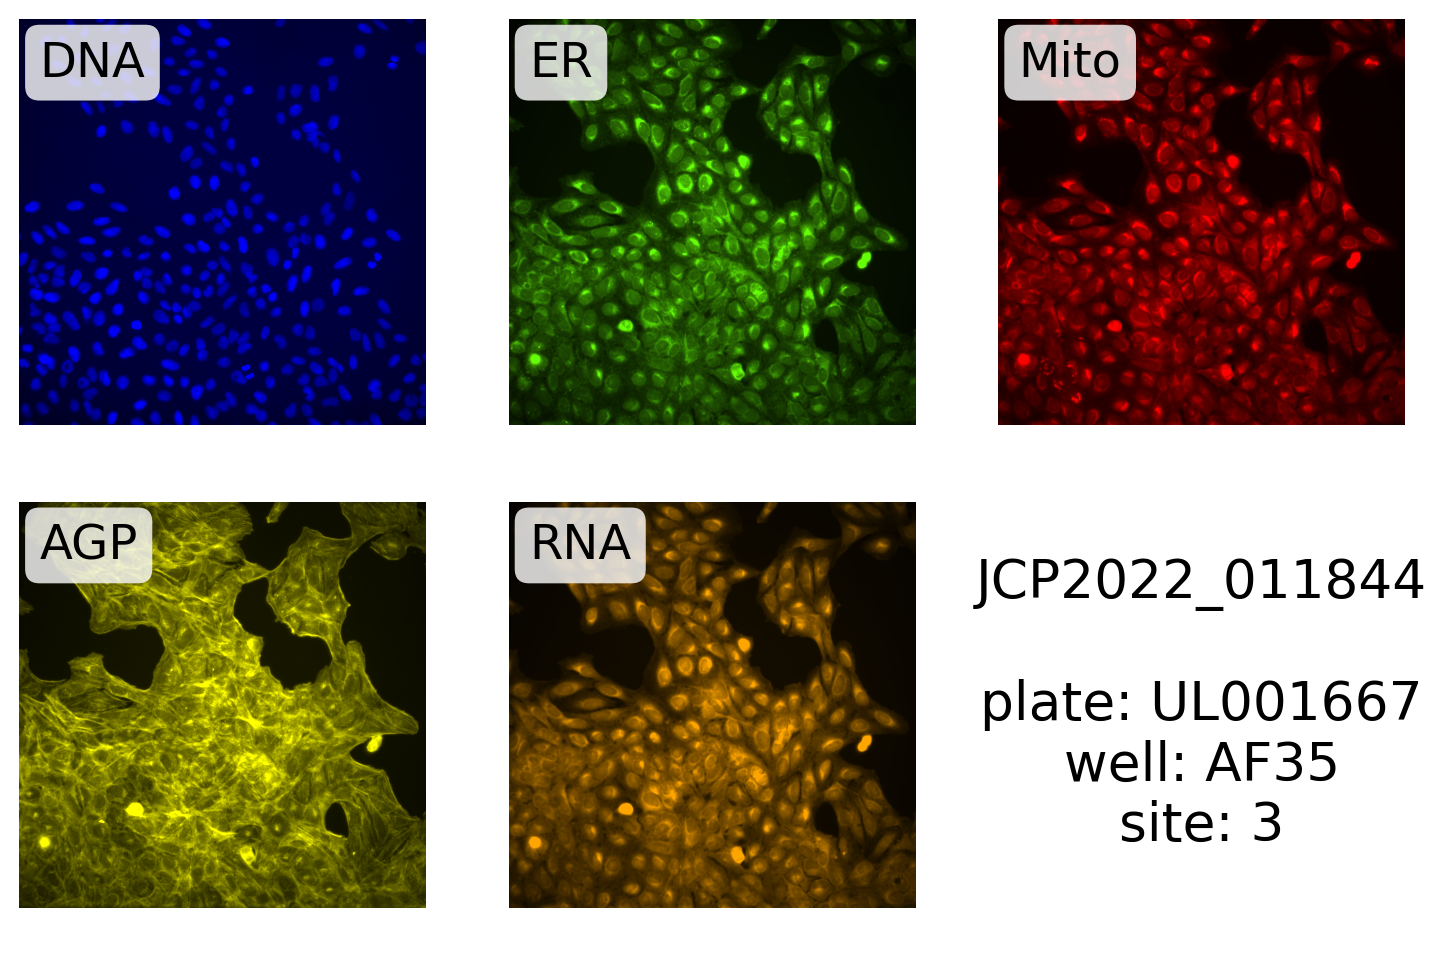 DNA
ER
Mito
AGP
RNA
JCP2022_011844
plate: UL001667
well: AF35
site: 3